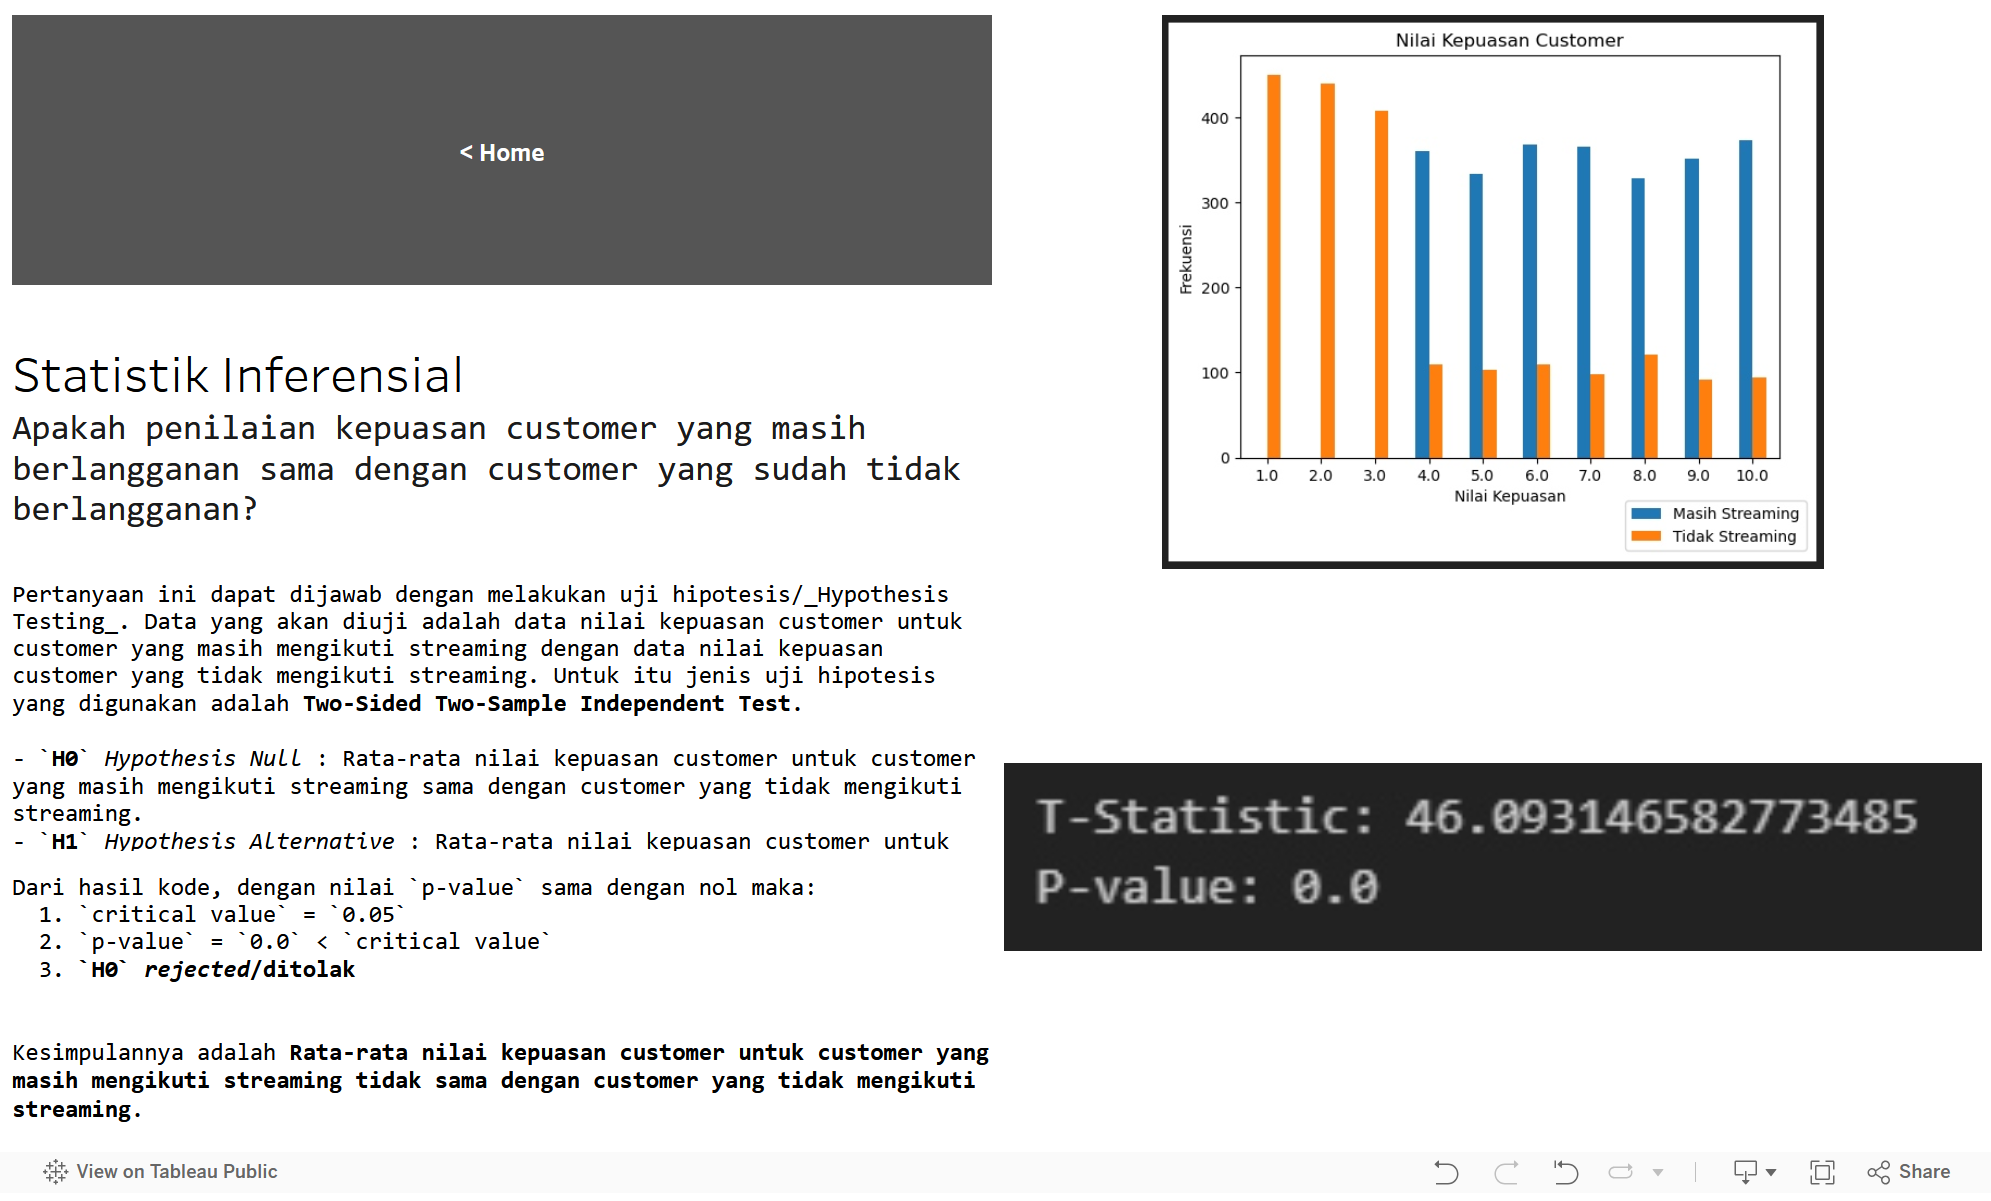 < Home
Statistik Inferensial
Apakah penilaian kepuasan customer yang masih
berlangganan sama dengan customer yang sudah tidak
berlangganan?
Pertanyaan ini dapat dijawab dengan melakukan uji hipotesis/_Hypothesis
Testing_. Data yang akan diuji adalah data nilai kepuasan customer untuk
customer yang masih mengikuti streaming dengan data nilai kepuasan
customer yang tidak mengikuti streaming. Untuk itu jenis uji hipotesis
yang digunakan adalah Two-Sided Two-Sample Independent Test.
- `H0` Hypothesis Null : Rata-rata nilai kepuasan customer untuk customer
yang masih mengikuti streaming sama dengan customer yang tidak mengikuti
streaming.
- `H1` Hypothesis Alternative : Rata-rata nilai kepuasan customer untuk
Dari hasil kode, dengan nilai `p-value` sama dengan nol maka:
1. `critical value` = `0.05`
2. `p-value` = `0.0` < `critical value`
3. `H0` rejected/ditolak
Kesimpulannya adalah Rata-rata nilai kepuasan customer untuk customer yang
masih mengikuti streaming tidak sama dengan customer yang tidak mengikuti
streaming.
Nilai Kepuasan Customer
Frekuensi
400
300
200
100
0
1.0 2.0 3.0 4.0 5.0 6.0 7.0 8.0 9.0 10.0
Nilai Kepuasan
Masih Streaming
Tidak Streaming
T-Statistic: 46.093146582773485
P-value: 0.0
View on Tableau Public
Share